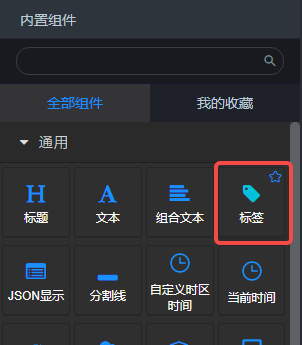 内置组件
全部组件 我的收藏
通用
H A
标题 文本 组合文本 标签
JSON显示 分割线 自定义时区
时间 当前时间